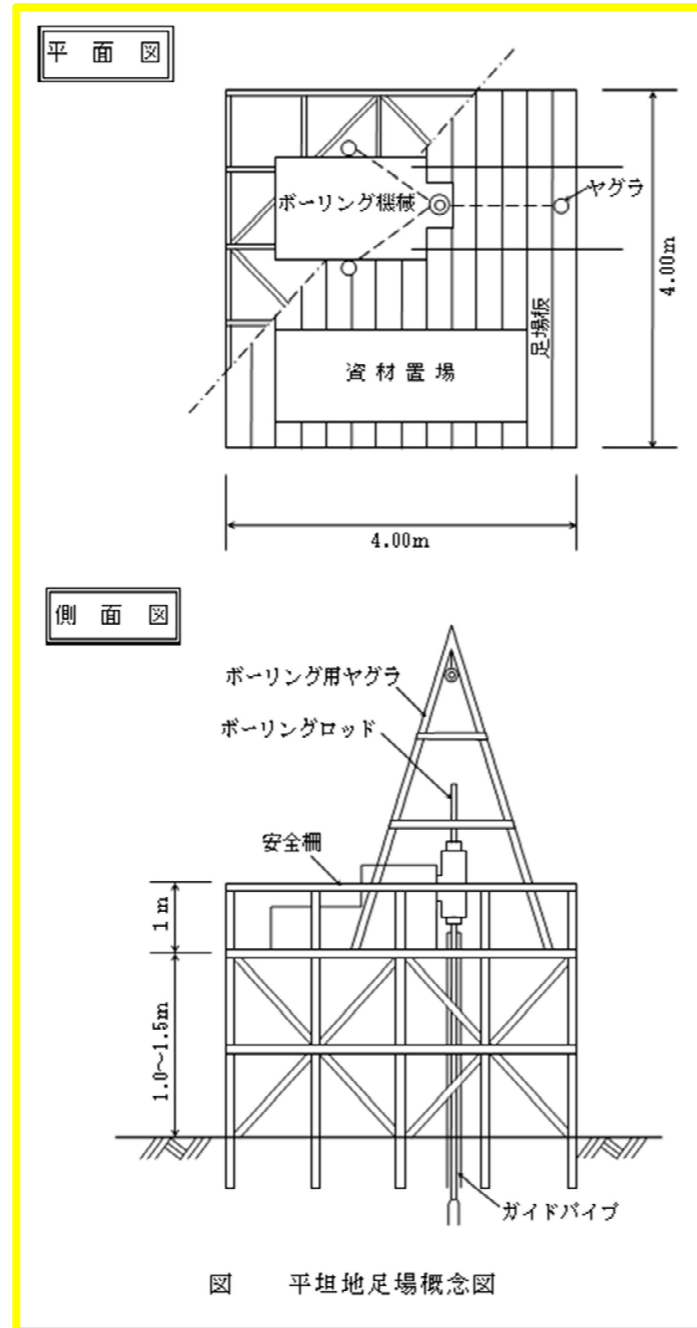 平面図
ボーリング機械
ヤグラ
足場板
4.00m
資材置場
4.00m
側面図
ボーリング用ヤグラ
ボーリングロッド
安全柵
1m
1.0～1.5m
ガイドパイプ
図 平坦地足場概念図